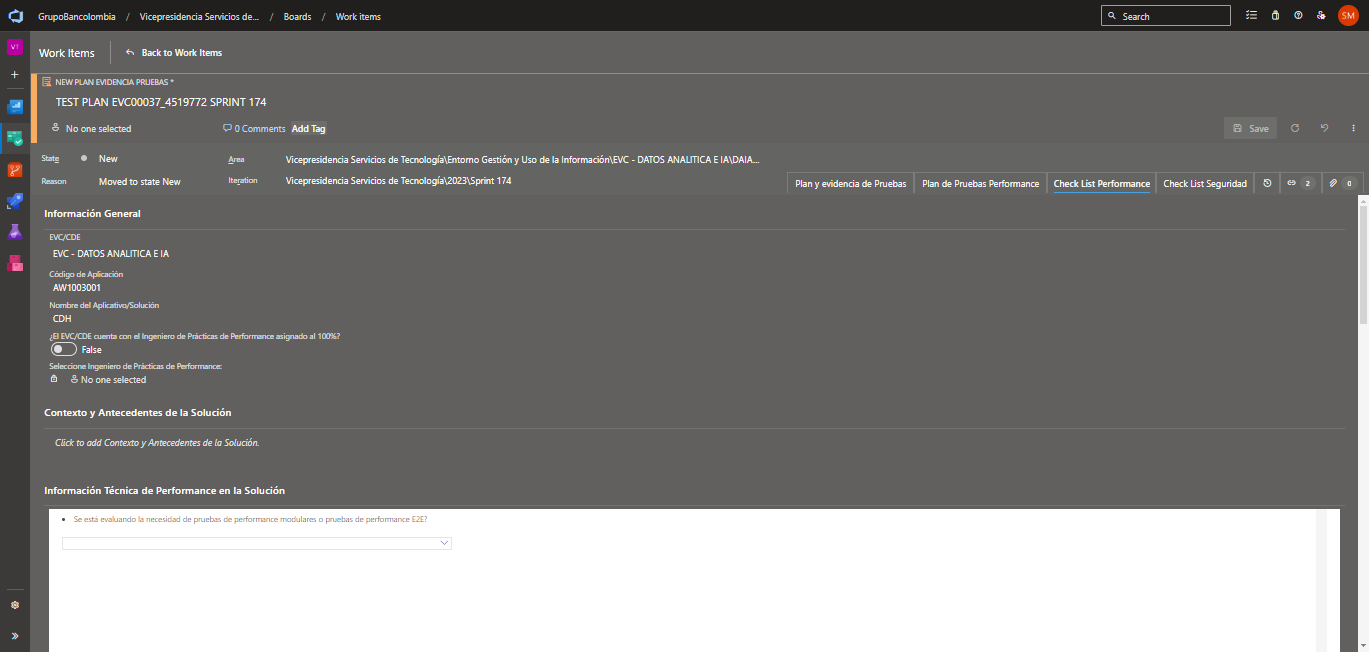 GrupoBancolombia / Vicepresidencia Servicios de... / Boards / Work items
Search
SM
VT
Work Items
Back to Work Items
NEW PLAN EVIDENCIA PRUEBAS *
TEST PLAN EVC00037_4519772 SPRINT 174
No one selected
0 Comments
Add Tag
Save
State
New
Area
Vicepresidencia Servicios de Tecnología\Entorno Gestión y Uso de la Información\EVC - DATOS ANALITICA E IA\DAIA...
Reason
Moved to state New
Iteration
Vicepresidencia Servicios de Tecnología\2023\Sprint 174
Plan y evidencia de Pruebas
Plan de Pruebas Performance
Check List Performance
Check List Seguridad
2
0
Información General
EVC/CDE
EVC - DATOS ANALITICA E IA
Código de Aplicación
AW1003001
Nombre del Aplicativo/Solución
CDH
¿El EVC/CDE cuenta con el Ingeniero de Prácticas de Performance asignado al 100%?
False
Seleccione Ingeniero de Prácticas de Performance:
No one selected
Contexto y Antecedentes de la Solución
Click to add Contexto y Antecedentes de la Solución.
Información Técnica de Performance en la Solución
• Se está evaluando la necesidad de pruebas de performance modulares o pruebas de performance E2E?